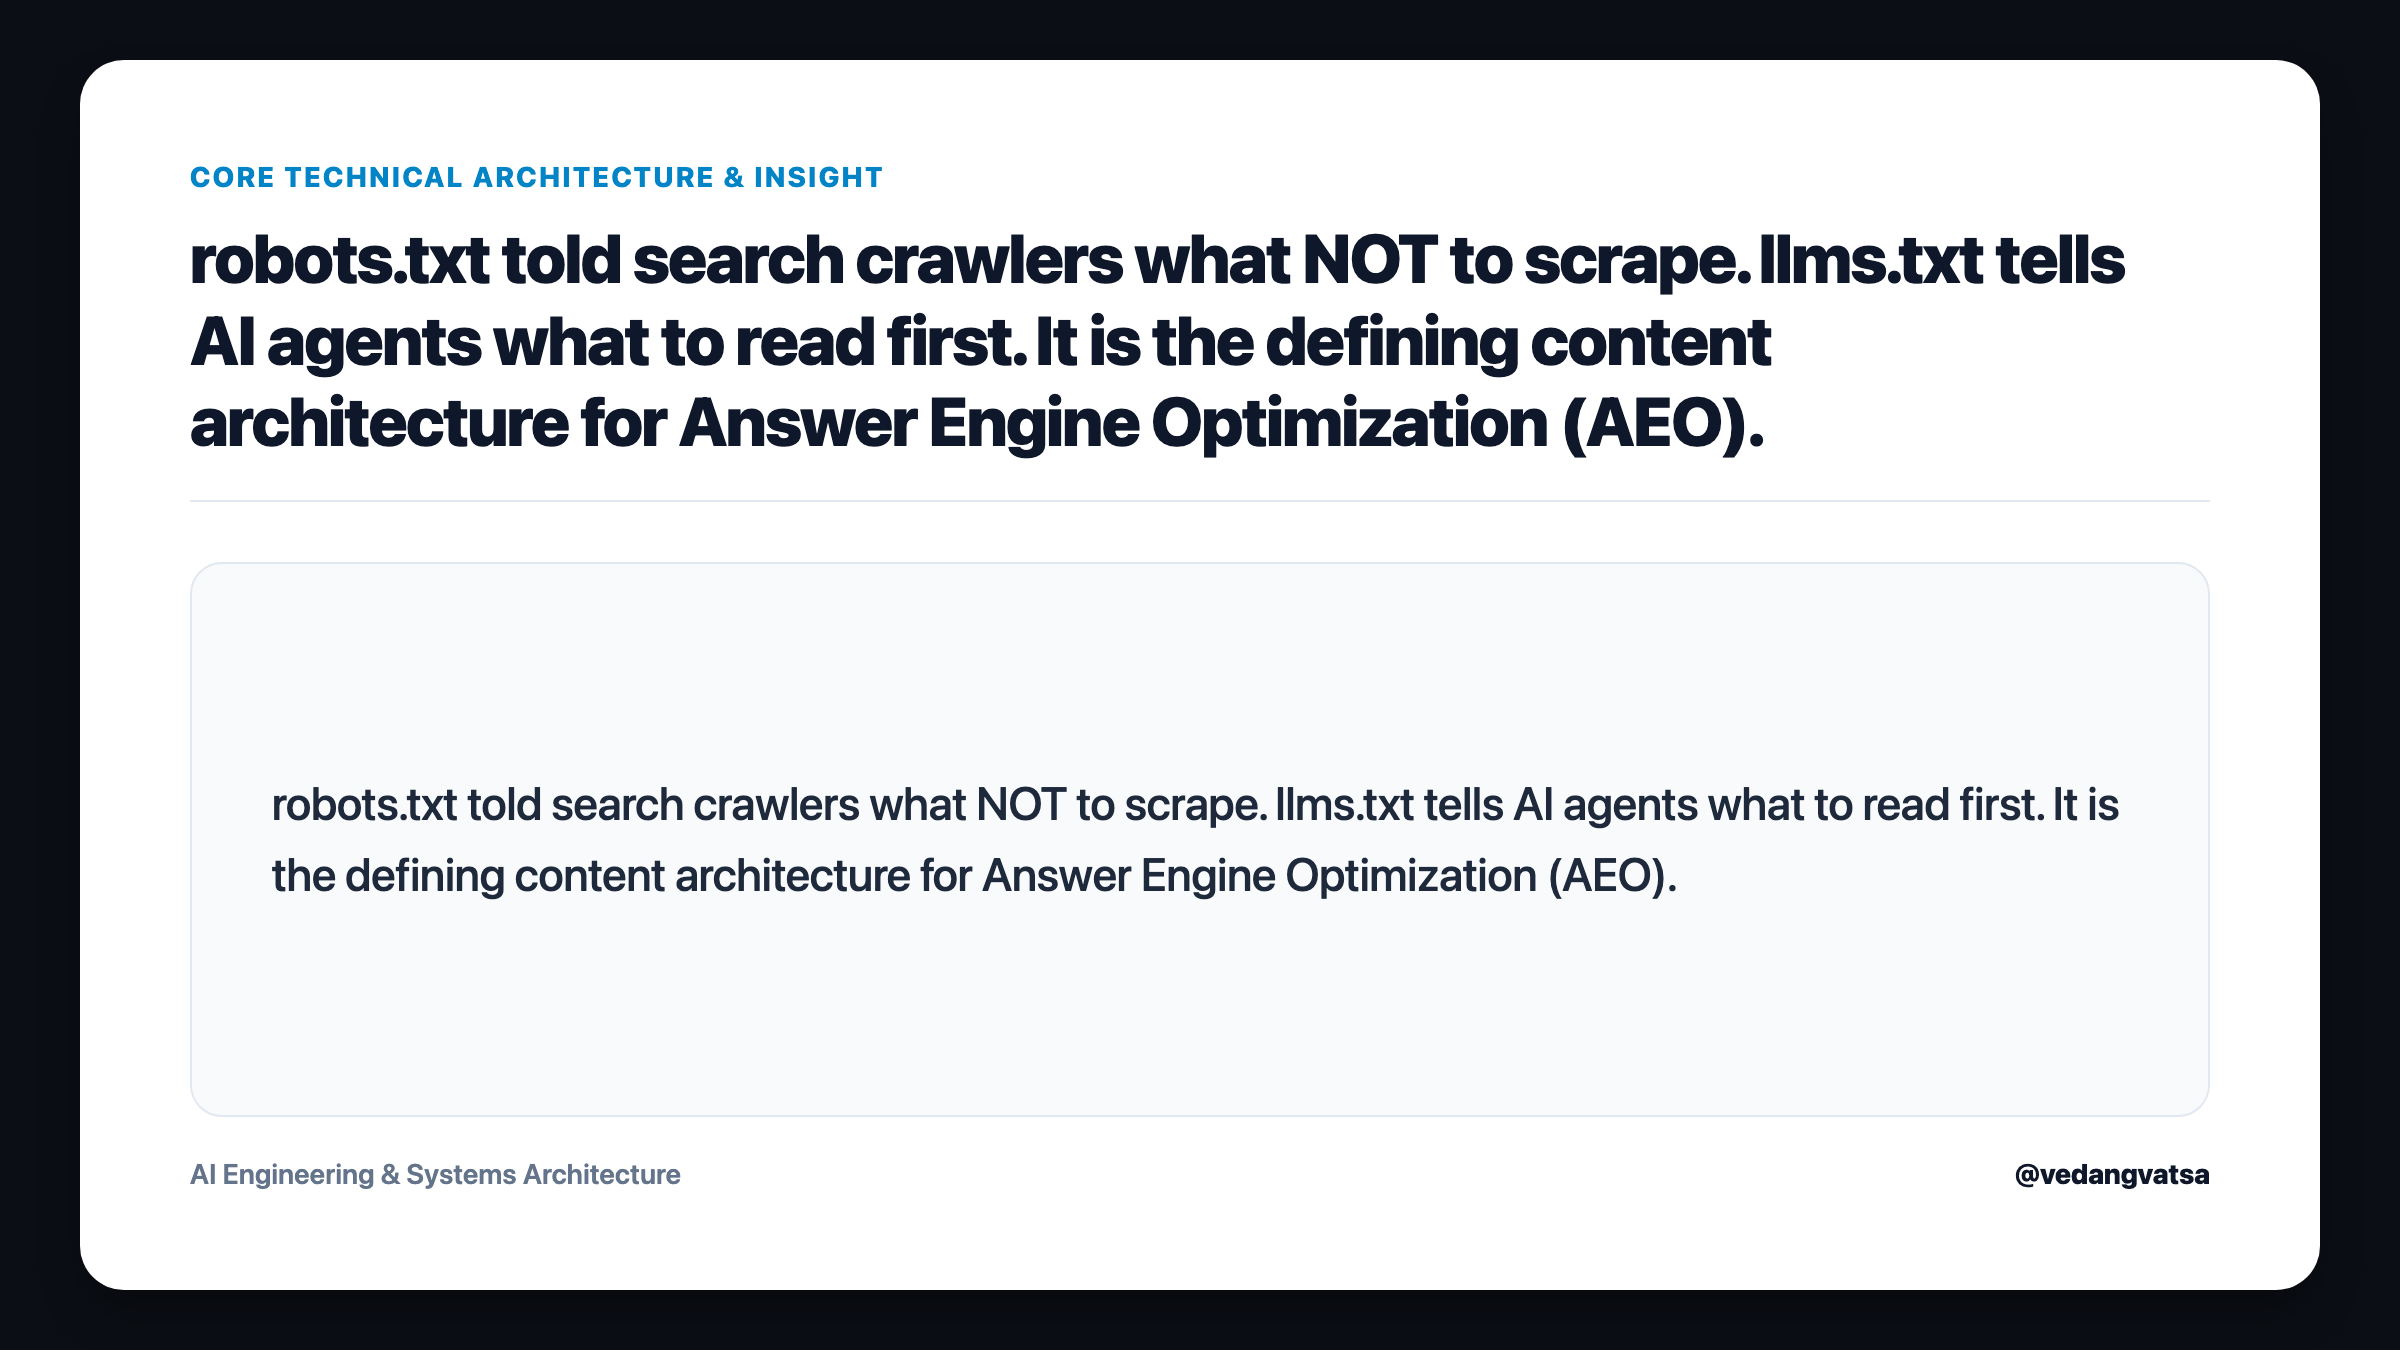 CORE TECHNICAL ARCHITECTURE & INSIGHT
robots.txt told search crawlers what NOT to scrape. llms.txt tells
AI agents what to read first. It is the defining content
architecture for Answer Engine Optimization (AEO).
robots.txt told search crawlers what NOT to scrape. llms.txt tells AI agents what to read first. It is
the defining content architecture for Answer Engine Optimization (AEO).
AI Engineering & Systems Architecture
@vedangvatsa